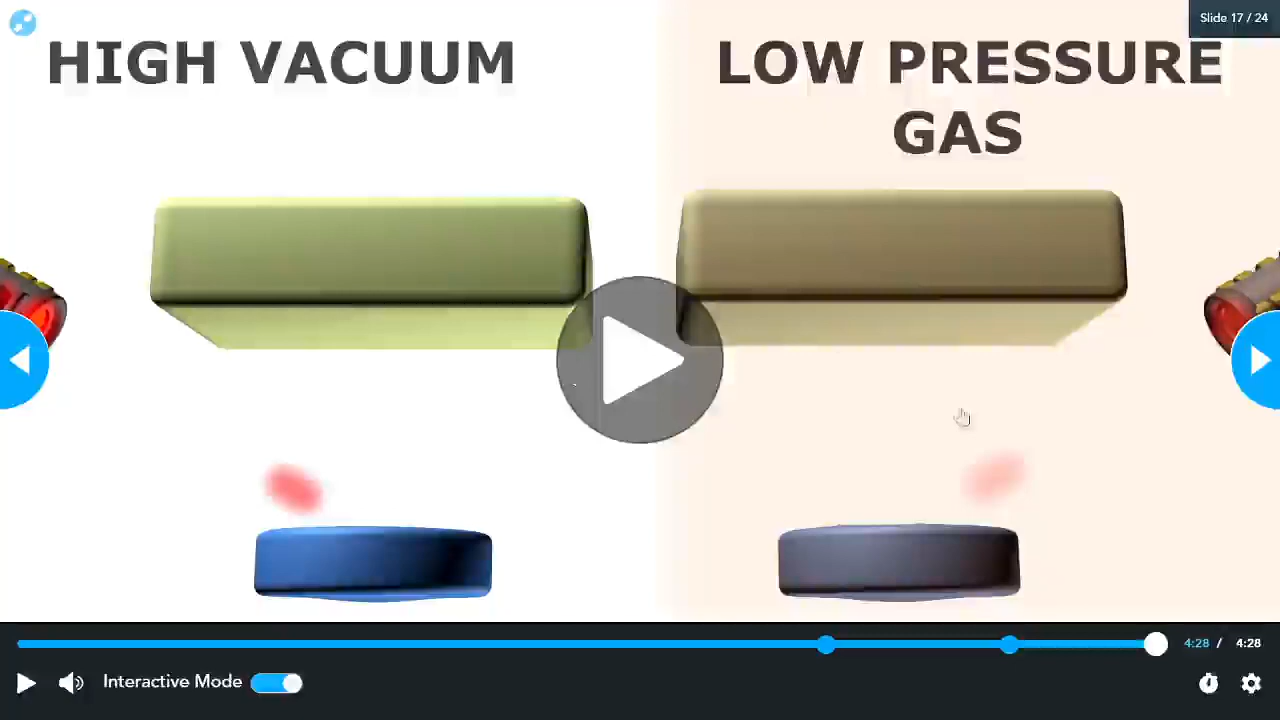 Slide 17 / 24
HIGH VACUUM
LOW PRESSURE
GAS
4:28 / 4:28
Interactive Mode